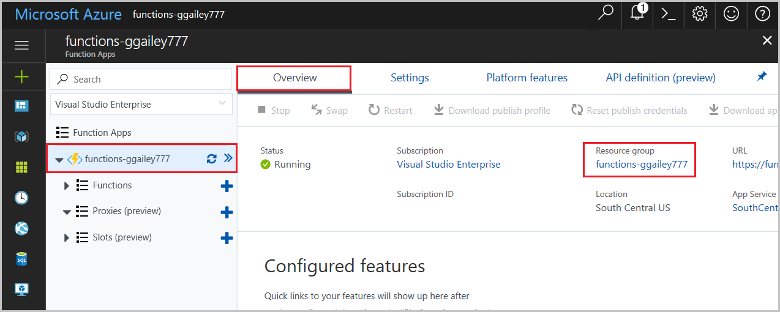 Microsoft Azure functions-ggailey777
1
functions-ggailey777
Function Apps
Search
Visual Studio Enterprise
Function Apps
functions-ggailey777
Functions
Proxies (preview)
Slots (preview)
Overview Settings Platform features API definition (preview)
Stop Swap Restart Download publish profile Reset publish credentials Download ap
Status Subscription Resource group URL
Running Visual Studio Enterprise functions-ggailey777 https://fun
Subscription ID Location App Service
South Central US SouthCent
Configured features
Quick links to your features will show up here after